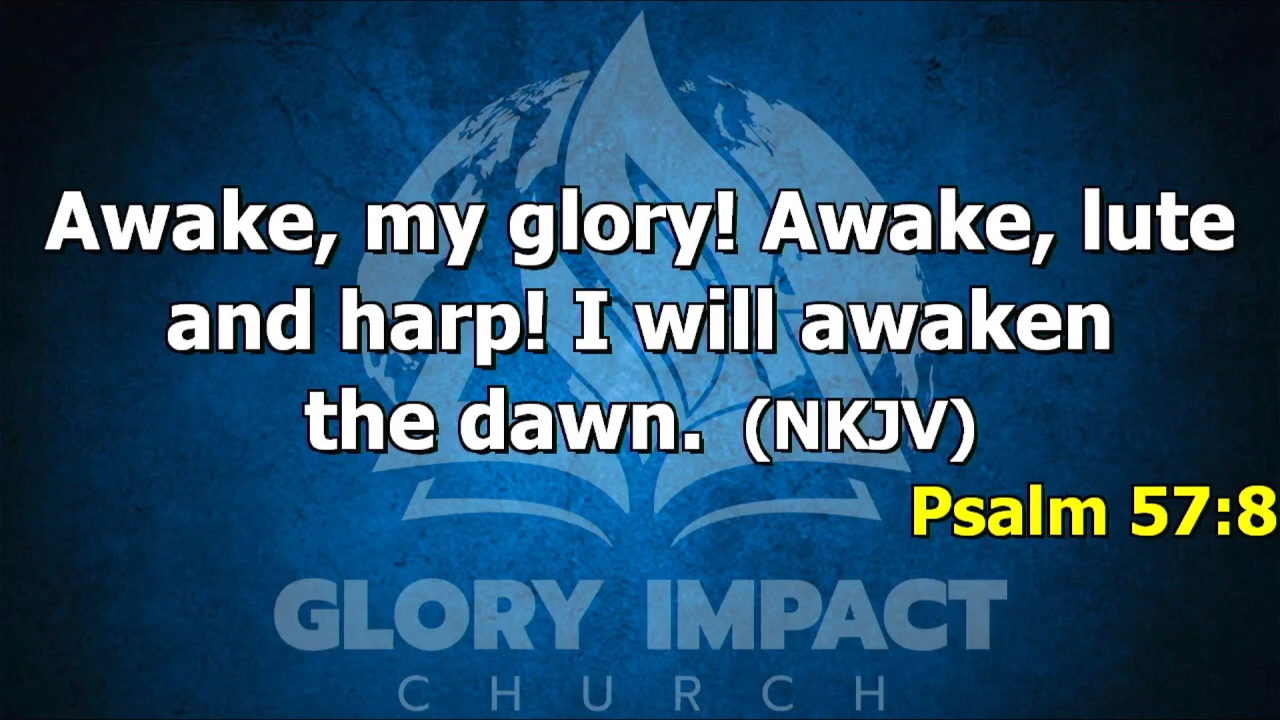 Awake, my glory! Awake, lute
and harp! I will awaken
the dawn. (NKJV)
Psalm 57:8
GLORY IMPACT
CHURCH